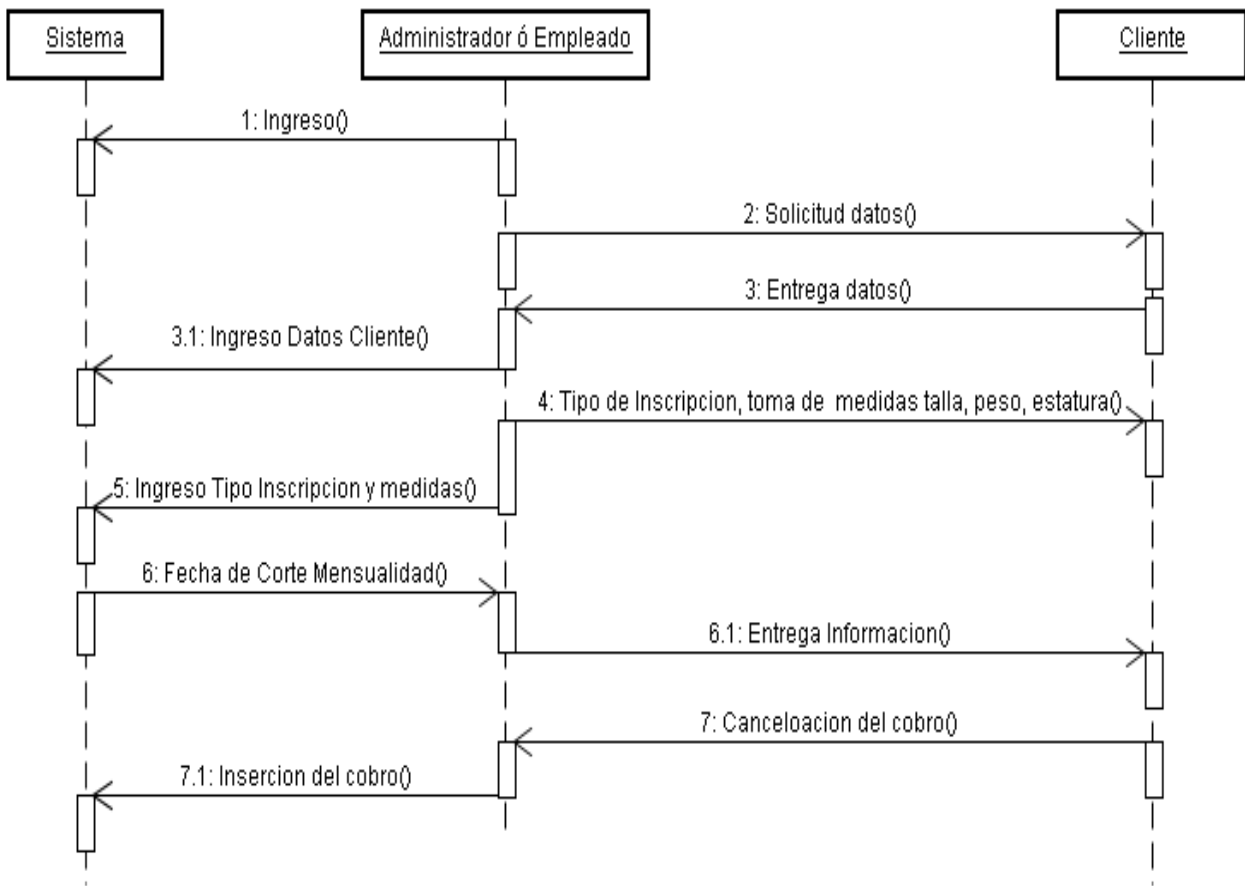 Sistema
Administrador ó Empleado
Cliente
1: Ingreso()
2: Solicitud datos()
3: Entrega datos()
3.1: Ingreso Datos Cliente()
4: Tipo de Inscripcion, toma de medidas talla, peso, estatura()
5: Ingreso Tipo Inscripcion y medidas()
6: Fecha de Corte Mensualidad()
6.1: Entrega Informacion()
7: Canceloacion del cobro()
7.1: Insercion del cobro()